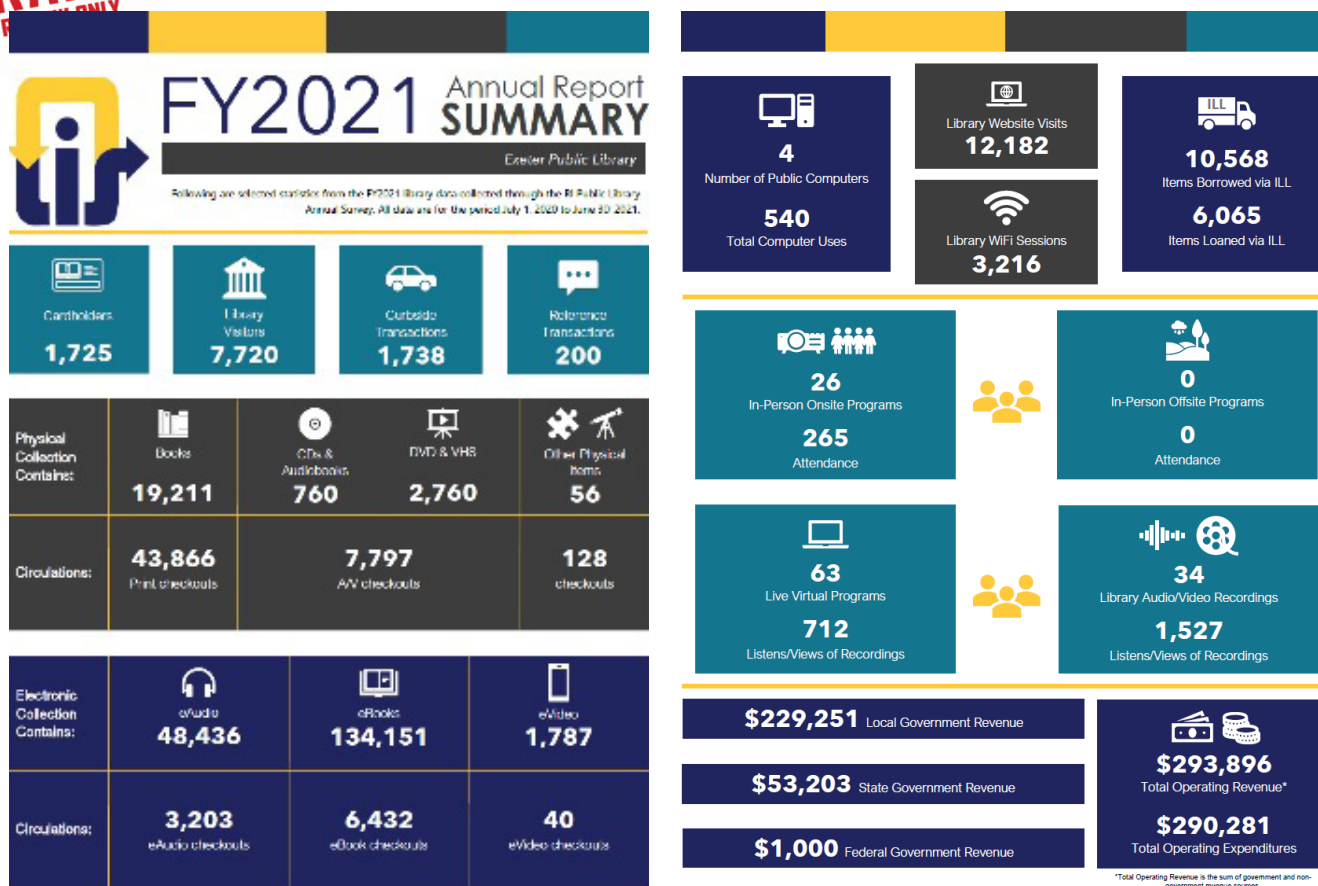 ONLY
FY2021 Annual Report
SUMMARY
Exeter Public Library
Following are selected statistics from the FY2021 library data collected through the RI Public Library
Annual Survey. All data are for the period July 1, 2020 to June 30, 2021.
Cardholders
1,725
Library
Visitors
7,720
Curbside
Transactions
1,738
Reference
Transactions
200
Physical
Collection
Contains:
Books
19,211
CDs &
Audiobooks
760
DVD & VHS
2,760
Other Physical
Items
56
Circulations:
43,866
Print checkouts
7,797
A/V checkouts
128
checkouts
Electronic
Collection
Contains:
eAudio
48,436
eBooks
134,151
eVideo
1,787
Circulations:
3,203
eAudio checkouts
6,432
eBook checkouts
40
eVideo checkouts
4
Number of Public Computers
540
Total Computer Uses
Library Website Visits
12,182
Library WiFi Sessions
3,216
ILL
10,568
Items Borrowed via ILL
6,065
Items Loaned via ILL
26
In-Person Onsite Programs
265
Attendance
0
In-Person Offsite Programs
0
Attendance
63
Live Virtual Programs
712
Listens/Views of Recordings
34
Library Audio/Video Recordings
1,527
Listens/Views of Recordings
$229,251 Local Government Revenue
$53,203 State Government Revenue
$1,000 Federal Government Revenue
$293,896
Total Operating Revenue*
$290,281
Total Operating Expenditures
*Total Operating Revenue is the sum of government and non-
government revenue sources